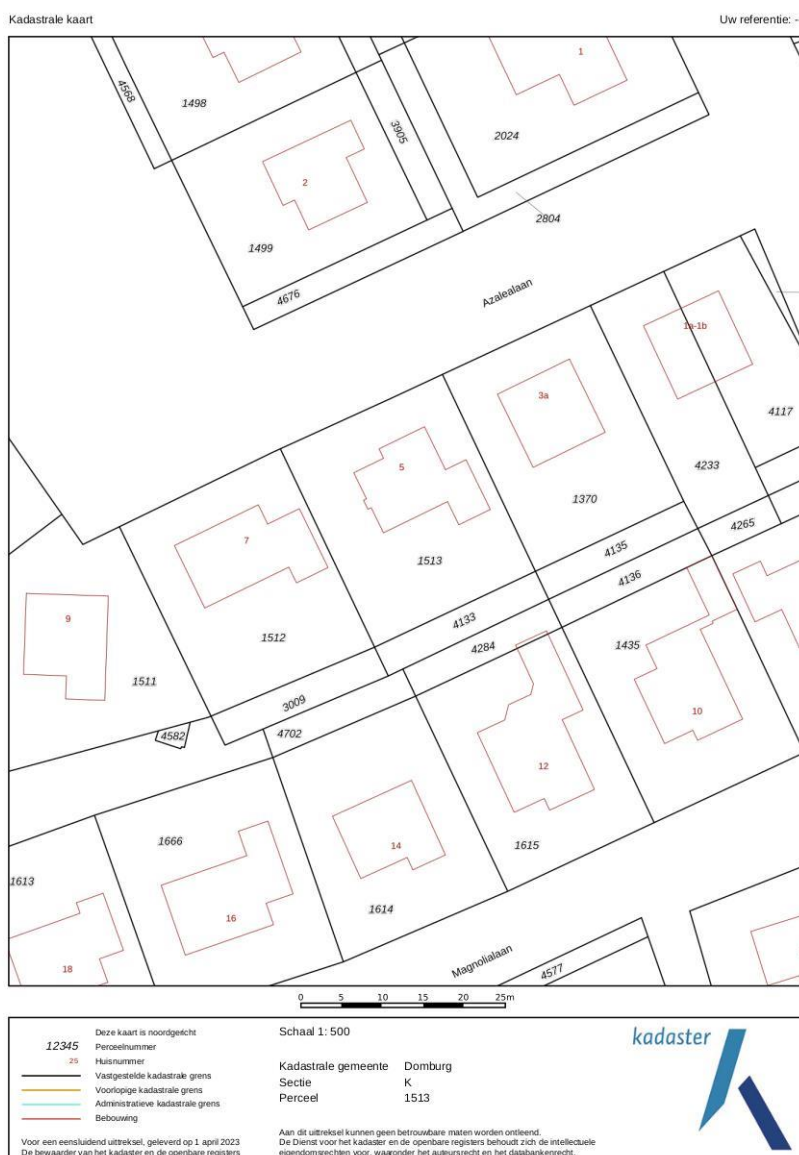 Kadastrale kaart
Uw referentie: -
1
4568
1498
3905
2024
2
2804
1499
4676
Azalealaan
1a-1b
3a
4117
5
4233
1370
4265
7
4135
1513
4136
9
4133
1512
4284
1435
1511
3009
4582
4702
10
12
1666
14
1615
1613
1614
16
18
Magnolialaan
4577
0 5 10 15 20 25m
Deze kaart is noordgericht
12345 Perceelnummer
25 Huisnummer
Vastgestelde kadastrale grens
Voorlopige kadastrale grens
Administratieve kadastrale grens
Bebouwing
Voor een eensluidend uittreksel, geleverd op 1 april 2023
De bewaarder van het kadaster en de openbare registers
Schaal 1: 500
Kadastrale gemeente Domburg
Sectie K
Perceel 1513
Aan dit uittreksel kunnen geen betrouwbare maten worden ontleend.
De Dienst voor het kadaster en de openbare registers behoudt zich de intellectuele
eigendomsrechten voor, waaronder het auteursrecht en het databankenrecht.
kadaster